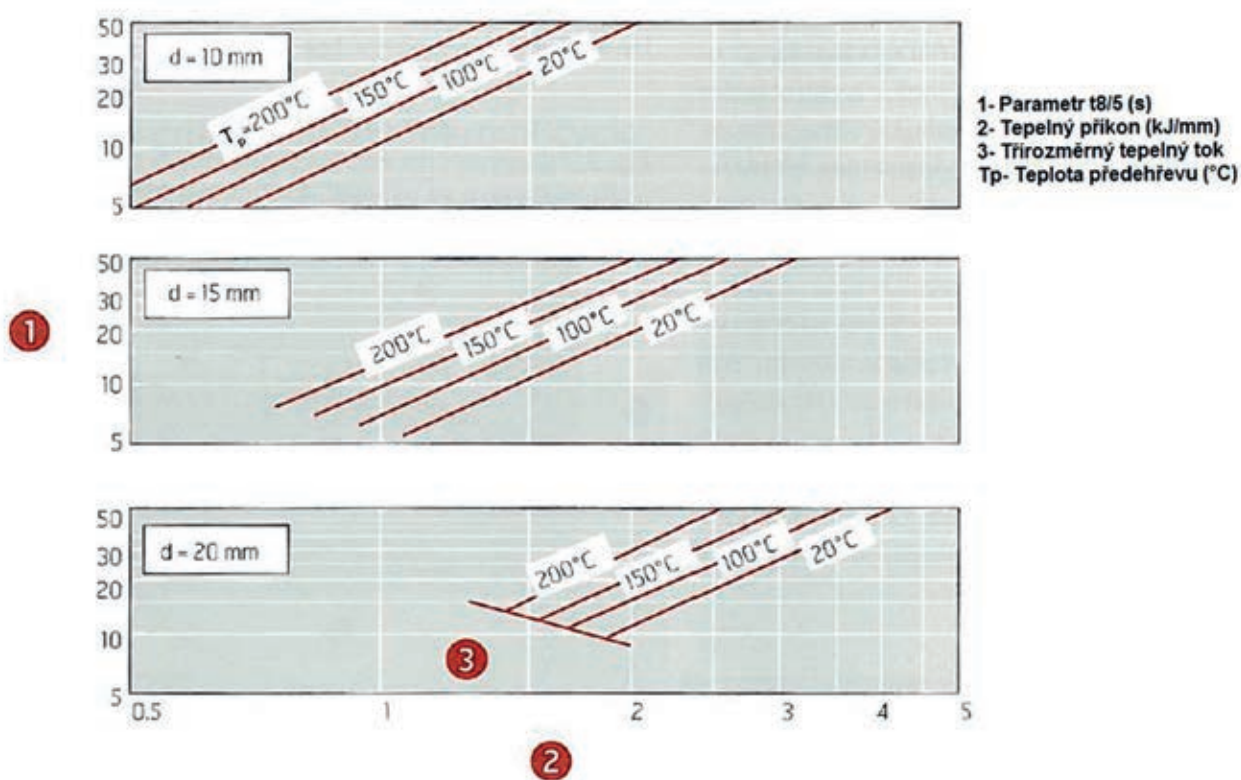 50
30
20
10
5
d = 10 mm
Tp=200°C
150°C
100°C
20°C
1- Parametr t8/5 (s)
2- Tepelný příkon (kJ/mm)
3- Třírozměrný tepelný tok
Tp- Teplota předehřevu (°C)
1
50
30
20
10
5
d = 15 mm
200°C
150°C
100°C
20°C
50
30
20
10
5
d = 20 mm
200°C
150°C
100°C
20°C
3
0.5 1 2 3 4 5
2